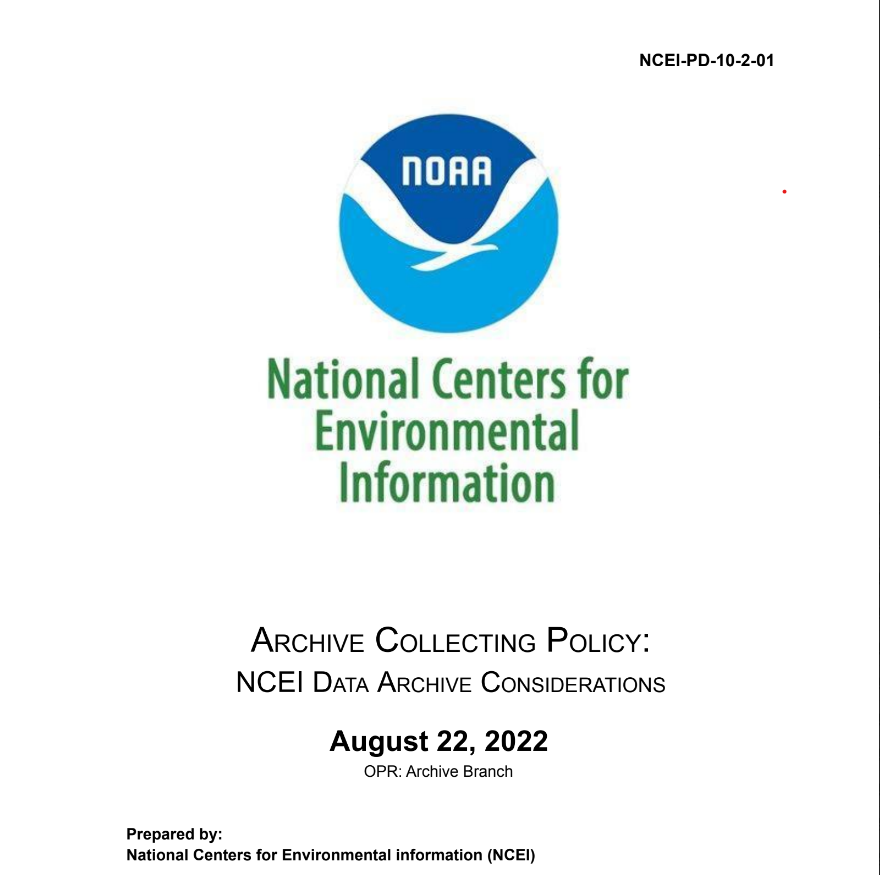 NCEI-PD-10-2-01
NOAA
National Centers for
Environmental
Information
ARCHIVE COLLECTING POLICY:
NCEI DATA ARCHIVE CONSIDERATIONS
August 22, 2022
OPR: Archive Branch
Prepared by:
National Centers for Environmental information (NCEI)